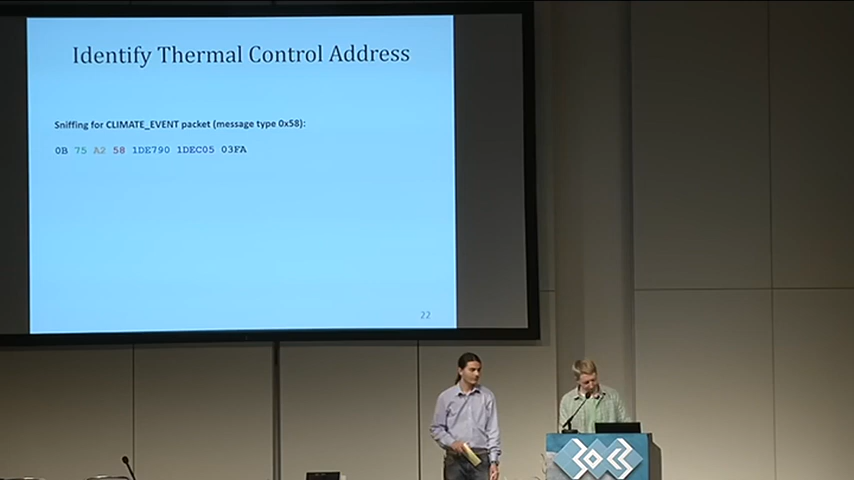 Identify Thermal Control Address
Sniffing for CLIMATE_EVENT packet (message type 0x58):
0B 75 A2 58 1DE790 1DEC05 03FA
22
30C3